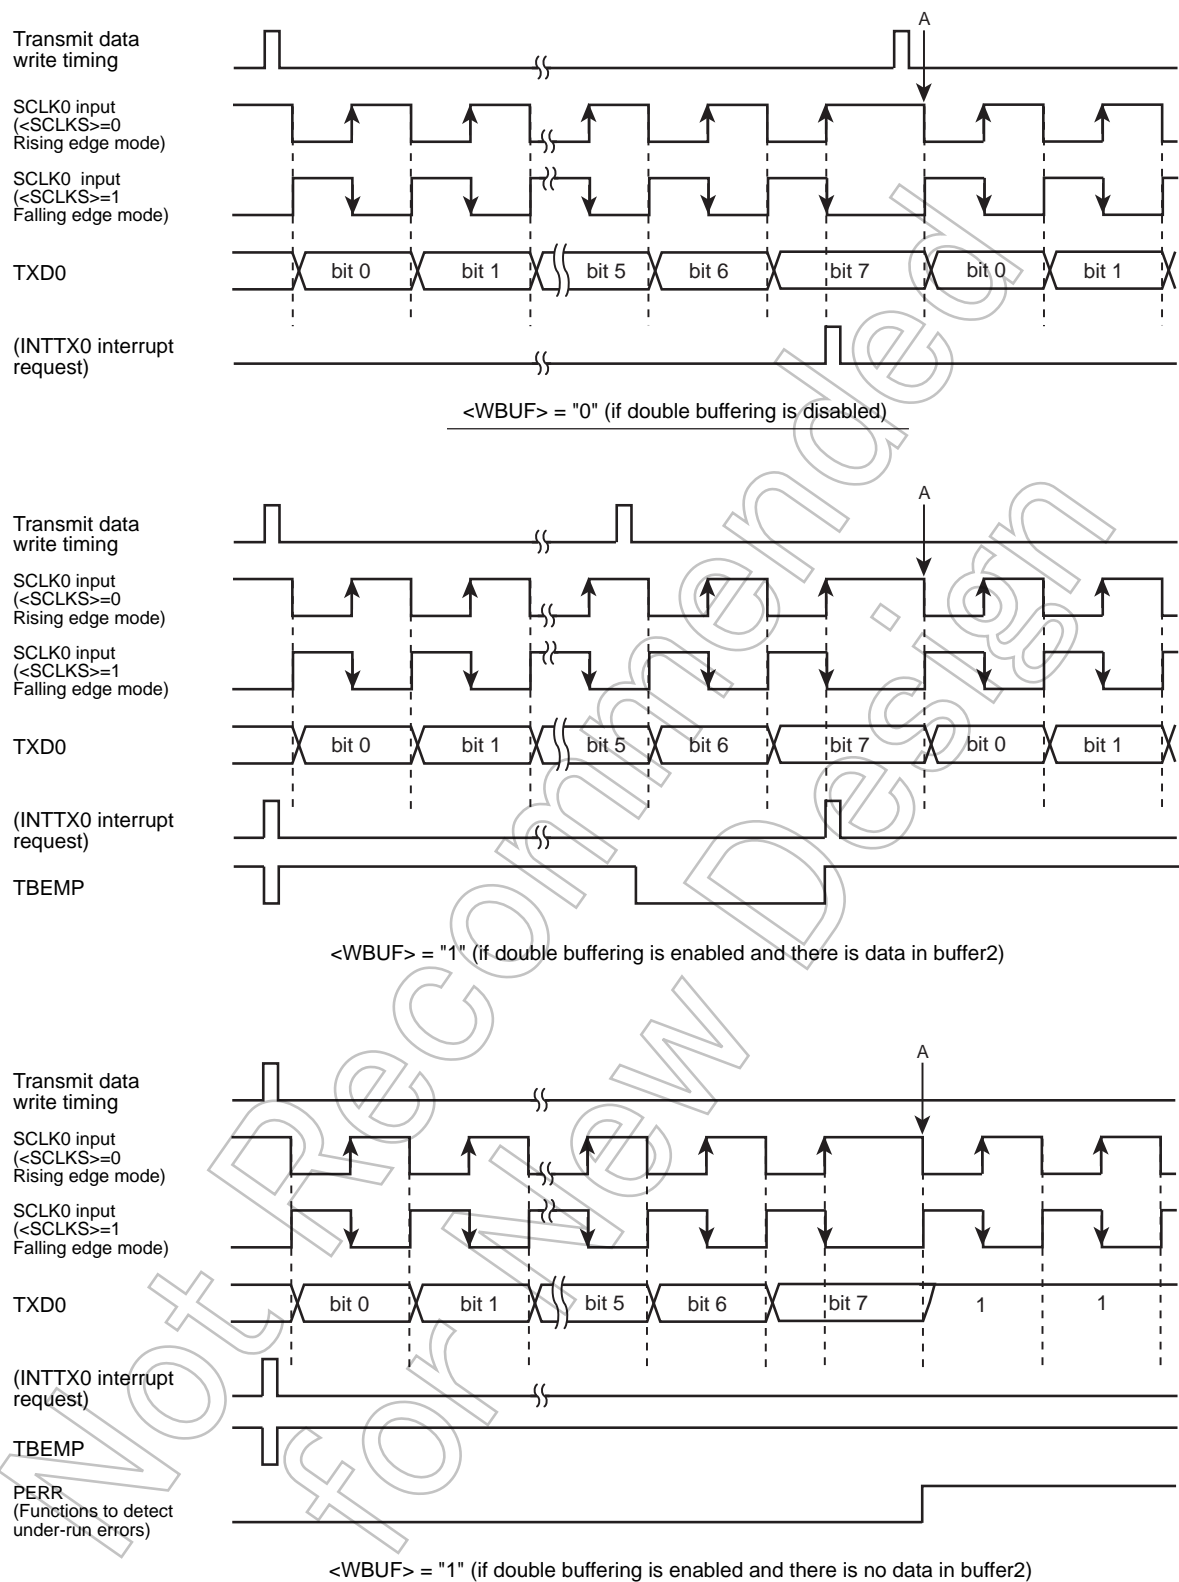 A
Transmit data
write timing
SCLK0 input
(<SCLKS>=0
Rising edge mode)
SCLK0 input
(<SCLKS>=1
Falling edge mode)
TXD0 bit 0 bit 1 bit 5 bit 6 bit 7 bit 0 bit 1
(INTTX0 interrupt
request)
<WBUF> = "0" (if double buffering is disabled)
A
Transmit data
write timing
SCLK0 input
(<SCLKS>=0
Rising edge mode)
SCLK0 input
(<SCLKS>=1
Falling edge mode)
TXD0 bit 0 bit 1 bit 5 bit 6 bit 7 bit 0 bit 1
(INTTX0 interrupt
request)
TBEMP
<WBUF> = "1" (if double buffering is enabled and there is data in buffer2)
A
Transmit data
write timing
SCLK0 input
(<SCLKS>=0
Rising edge mode)
SCLK0 input
(<SCLKS>=1
Falling edge mode)
TXD0 bit 0 bit 1 bit 5 bit 6 bit 7 1 1
(INTTX0 interrupt
request)
TBEMP
PERR
(Functions to detect
under-run errors)
<WBUF> = "1" (if double buffering is enabled and there is no data in buffer2)
Not Recommended
for New Design